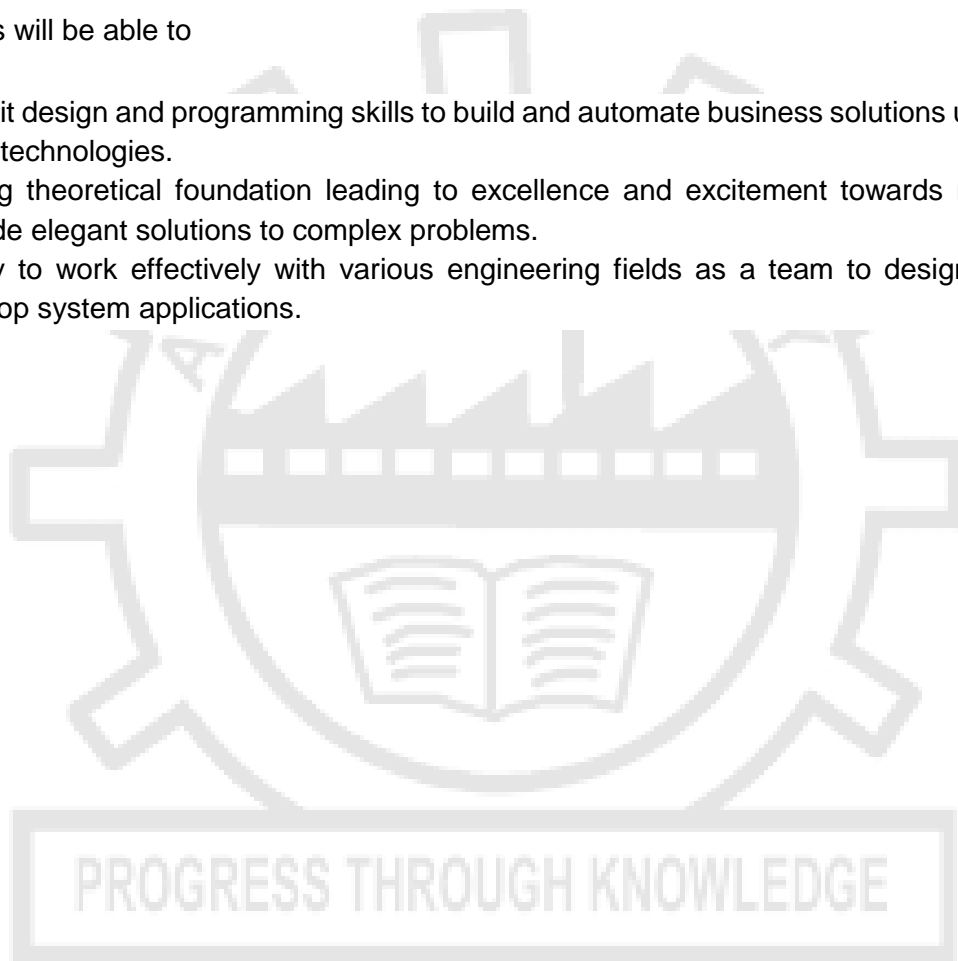 s will be able to
it design and programming skills to build and automate business solutions u
technologies.
g theoretical foundation leading to excellence and excitement towards
de elegant solutions to complex problems.
y to work effectively with various engineering fields as a team to desig
op system applications.
PROGRESS THROUGH KNOWLEDGE